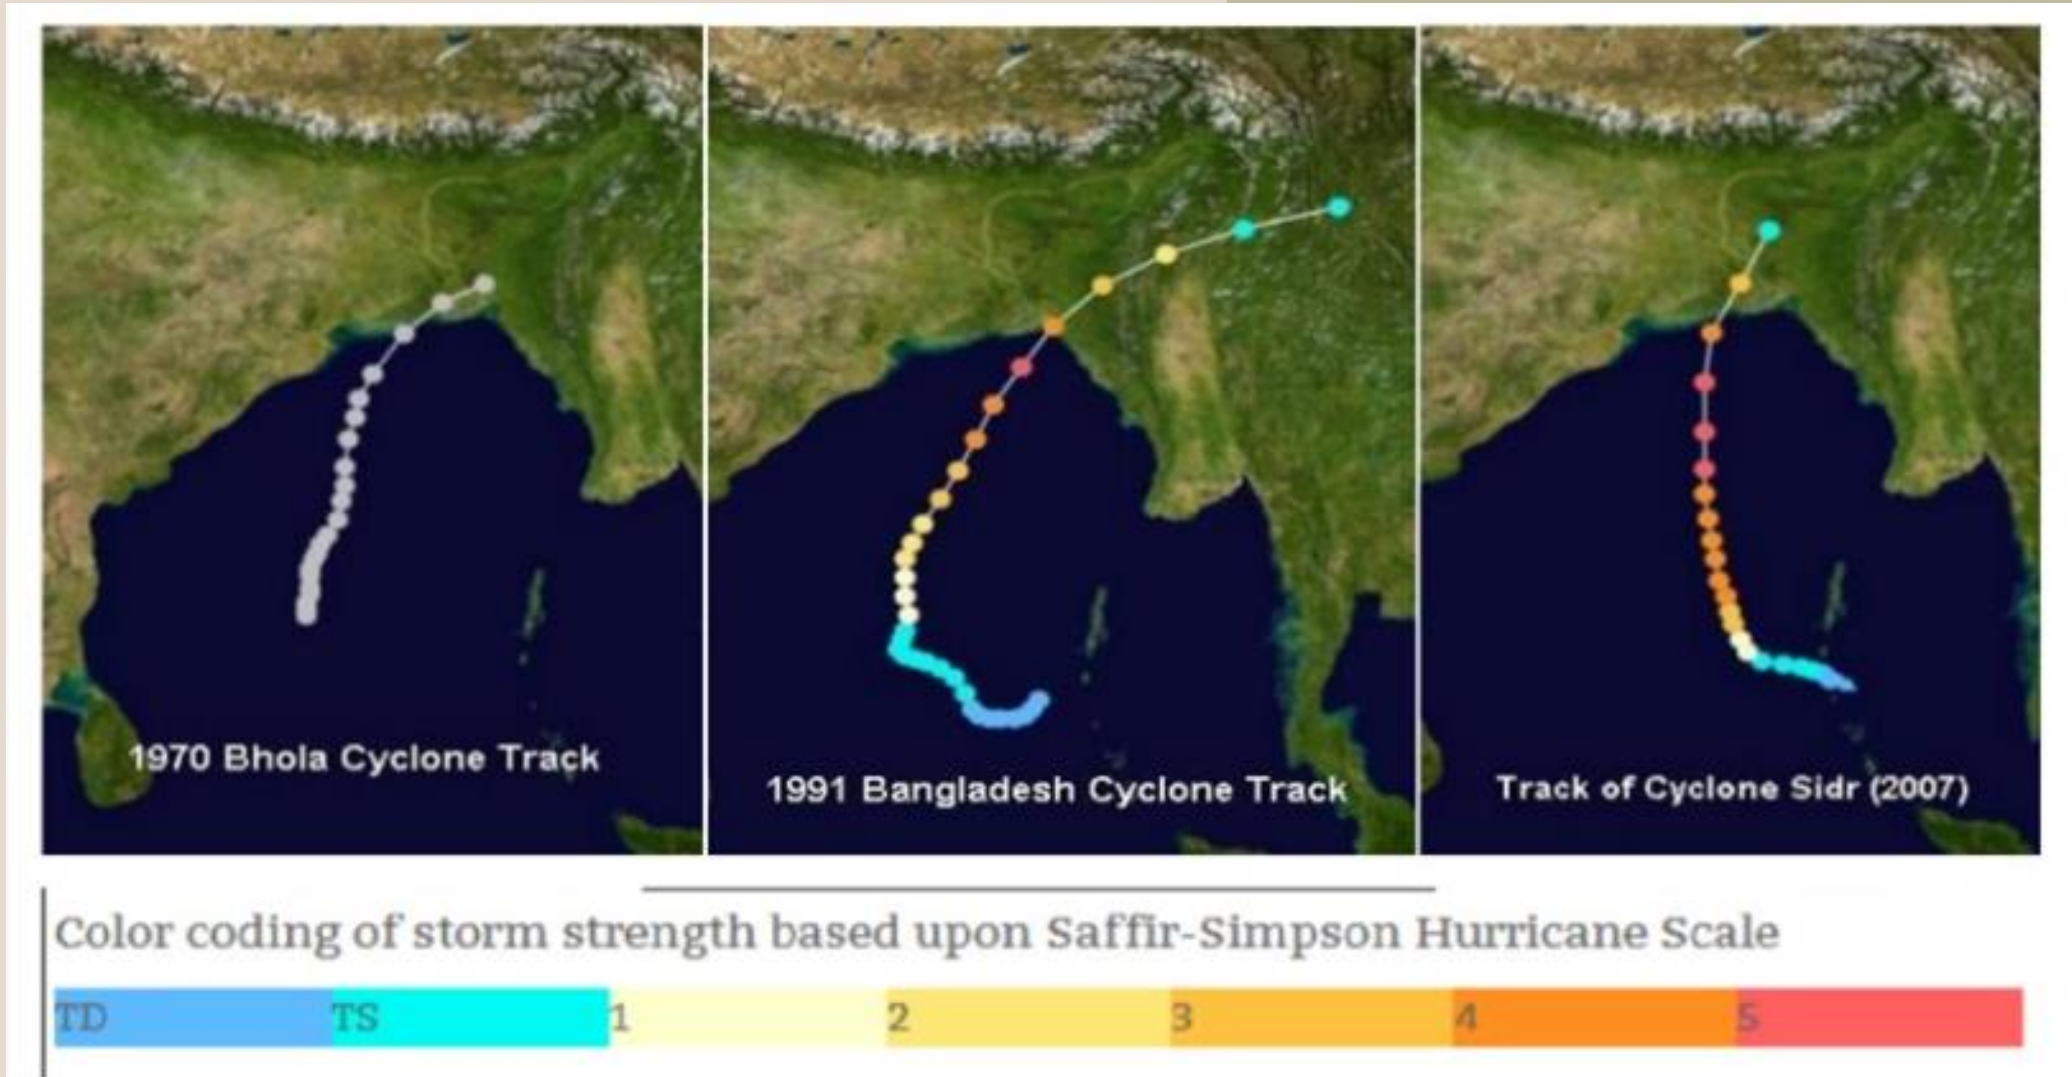 1970 Bhola Cyclone Track
1991 Bangladesh Cyclone Track
Track of Cyclone Sidr (2007)
Color coding of storm strength based upon Saffir-Simpson Hurricane Scale
TD TS 1 2 3 4 5